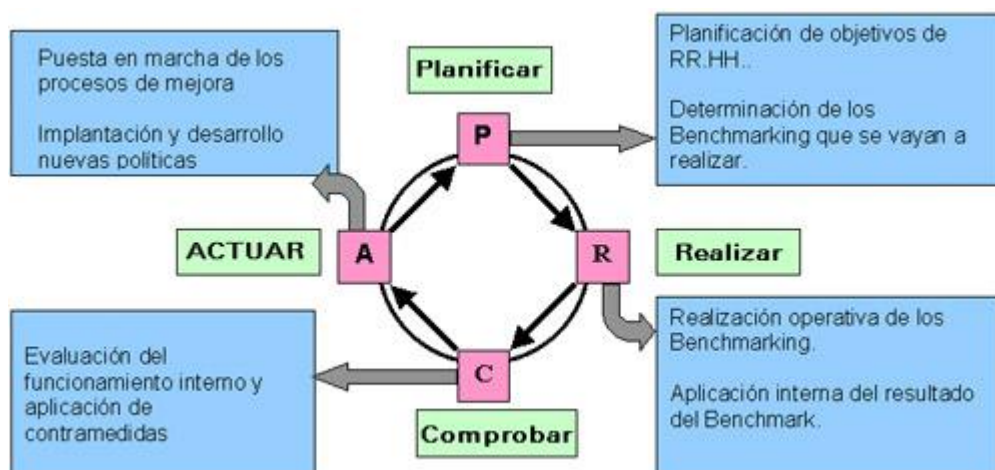 Puesta en marcha de los
procesos de mejora
Implantación y desarrollo
nuevas políticas
Planificar
P
Planificación de objetivos de
RR.HH..
Determinación de los
Benchmarking que se vayan a
realizar.
ACTUAR
A
R
Realizar
Evaluación del
funcionamiento interno y
aplicación de
contramedidas
C
Comprobar
Realización operativa de los
Benchmarking.
Aplicación interna del resultado
del Benchmark.